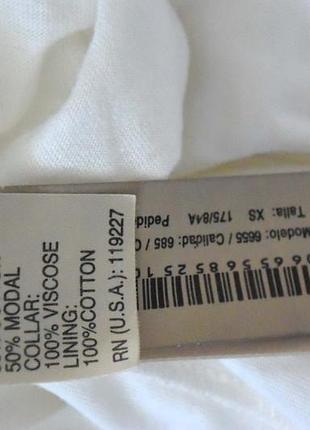 50% MODAL
COLLAR:
100% VISCOSE
LINING:
100%COTTON
RN (U.S.A.): 119227
Talla: XS 175/84A
Modelo: 6655 / Calidad: 685 /